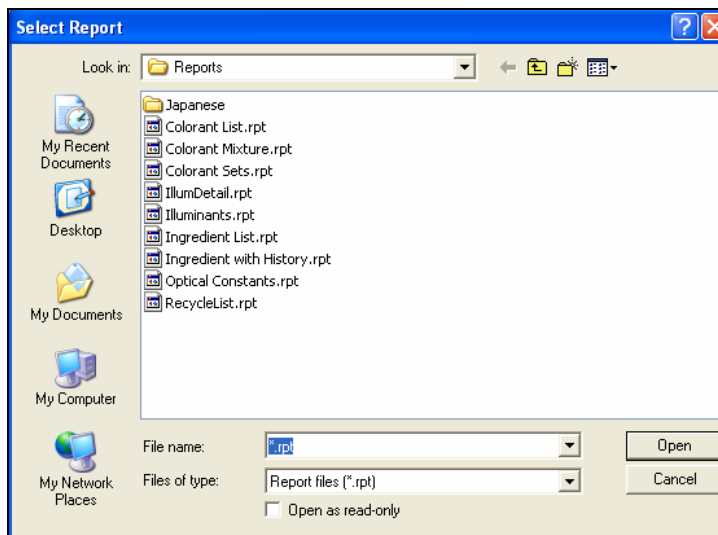 Select Report
Look in: Reports
My Recent
Documents
Desktop
My Documents
My Computer
My Network
Places
Japanese
Colorant List.rpt
Colorant Mixture.rpt
Colorant Sets.rpt
IllumDetail.rpt
Illuminants.rpt
Ingredient List.rpt
Ingredient with History.rpt
Optical Constants.rpt
RecycleList.rpt
File name: *.rpt Open
Files of type: Report files (*.rpt) Cancel
Open as read-only